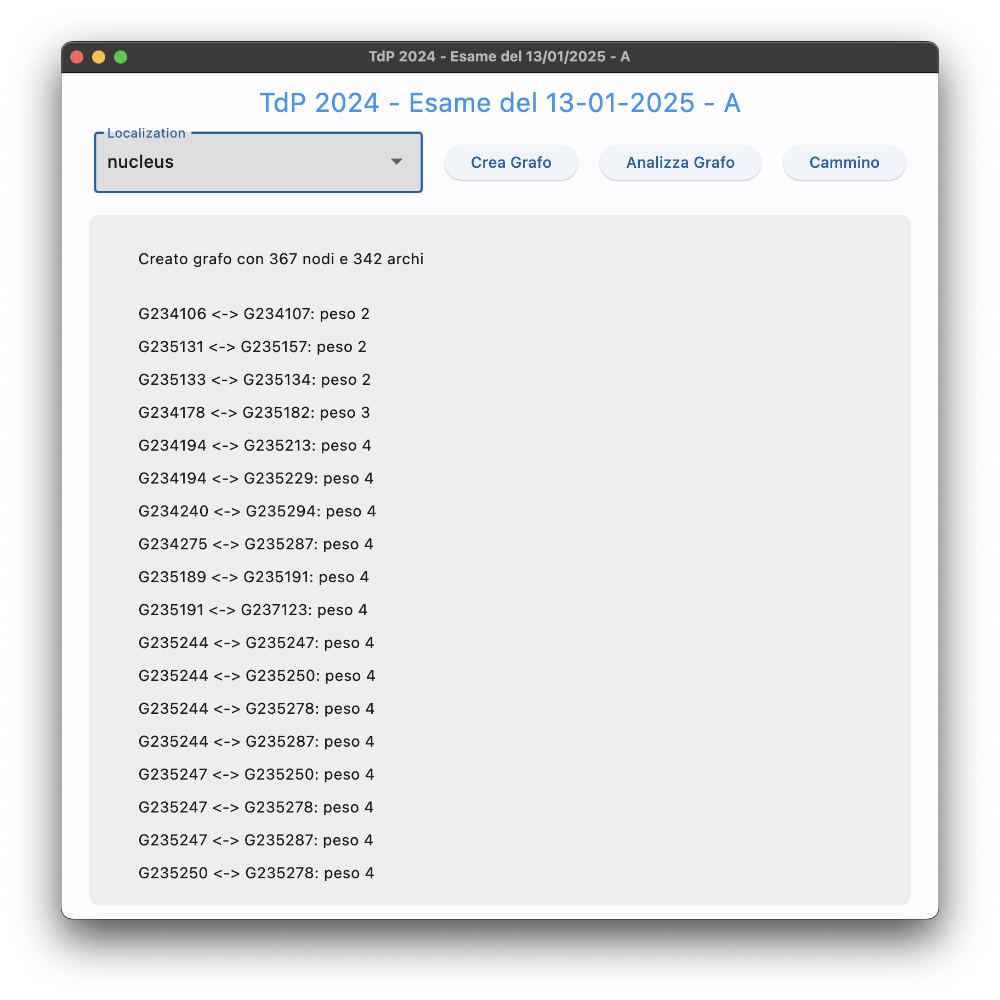 TdP 2024 - Esame del 13/01/2025 - A
TdP 2024 - Esame del 13-01-2025 - A
Localization
nucleus
Crea Grafo
Analizza Grafo
Cammino
Creato grafo con 367 nodi e 342 archi
G234106 <-> G234107: peso 2
G235131 <-> G235157: peso 2
G235133 <-> G235134: peso 2
G234178 <-> G235182: peso 3
G234194 <-> G235213: peso 4
G234194 <-> G235229: peso 4
G234240 <-> G235294: peso 4
G234275 <-> G235287: peso 4
G235189 <-> G235191: peso 4
G235191 <-> G237123: peso 4
G235244 <-> G235247: peso 4
G235244 <-> G235250: peso 4
G235244 <-> G235278: peso 4
G235244 <-> G235287: peso 4
G235247 <-> G235250: peso 4
G235247 <-> G235278: peso 4
G235247 <-> G235287: peso 4
G235250 <-> G235278: peso 4